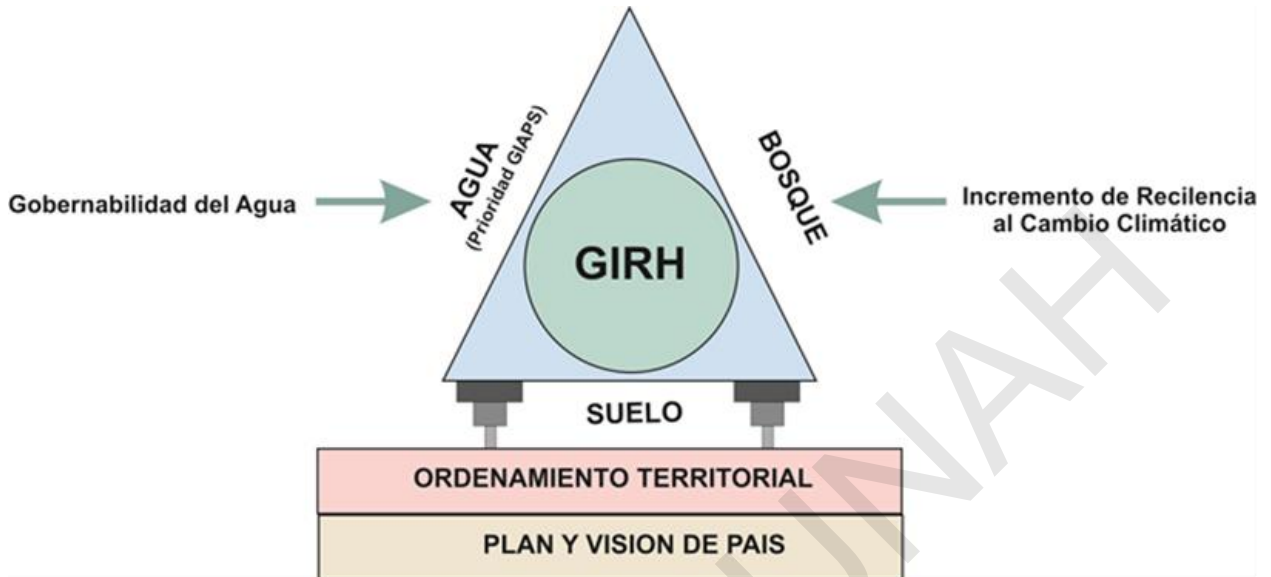 AGUA
(Prioridad GIAPS)
BOSQUE
Gobernabilidad del Agua
Incremento de Recilencia
al Cambio Climático
GIRH
SUELO
ORDENAMIENTO TERRITORIAL
PLAN Y VISION DE PAIS
UNAH